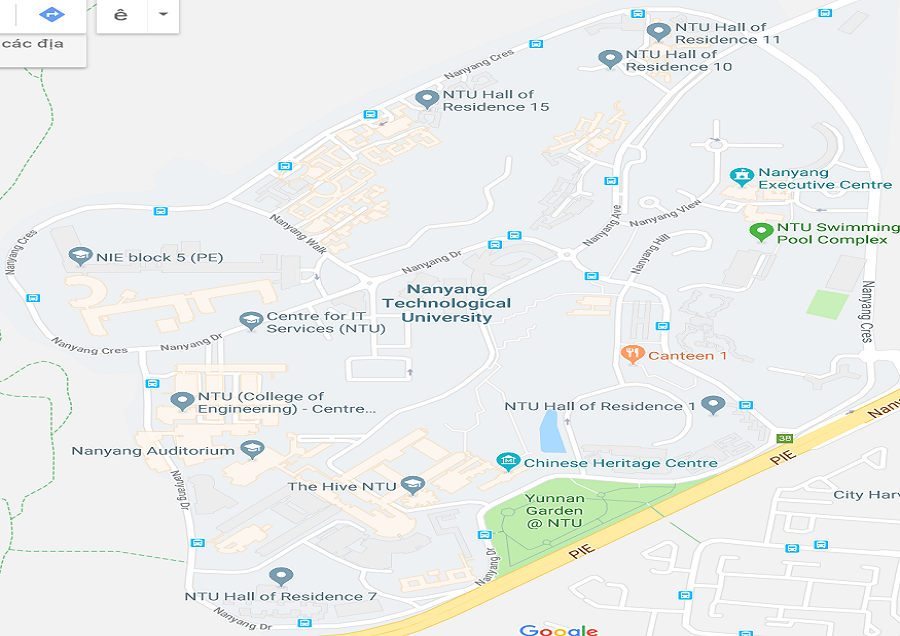 ê
các địa
NTU Hall of
Residence 11
NTU Hall of
Residence 10
Nanyang Cres
NTU Hall of
Residence 15
Nanyang
Executive Centre
Nanyang Ave
Nanyang View
Nanyang Walk
NTU Swimming
Pool Complex
Nanyang Cres
Nanyang Hill
NIE block 5 (PE)
Nanyang Dr
Nanyang
Technological
University
Nanyang Cres
Centre for IT
Services (NTU)
Nanyang Cres
Nanyang Dr
Canteen 1
NTU (College of
Engineering) - Centre...
NTU Hall of Residence 1
Nany
38
Nanyang Auditorium
PIE
Chinese Heritage Centre
The Hive NTU
Nanyang Dr
Yunnan
Garden
@ NTU
City Harv
PIE
Nanyang Dr
NTU Hall of Residence 7
Nanyang Dr
Google